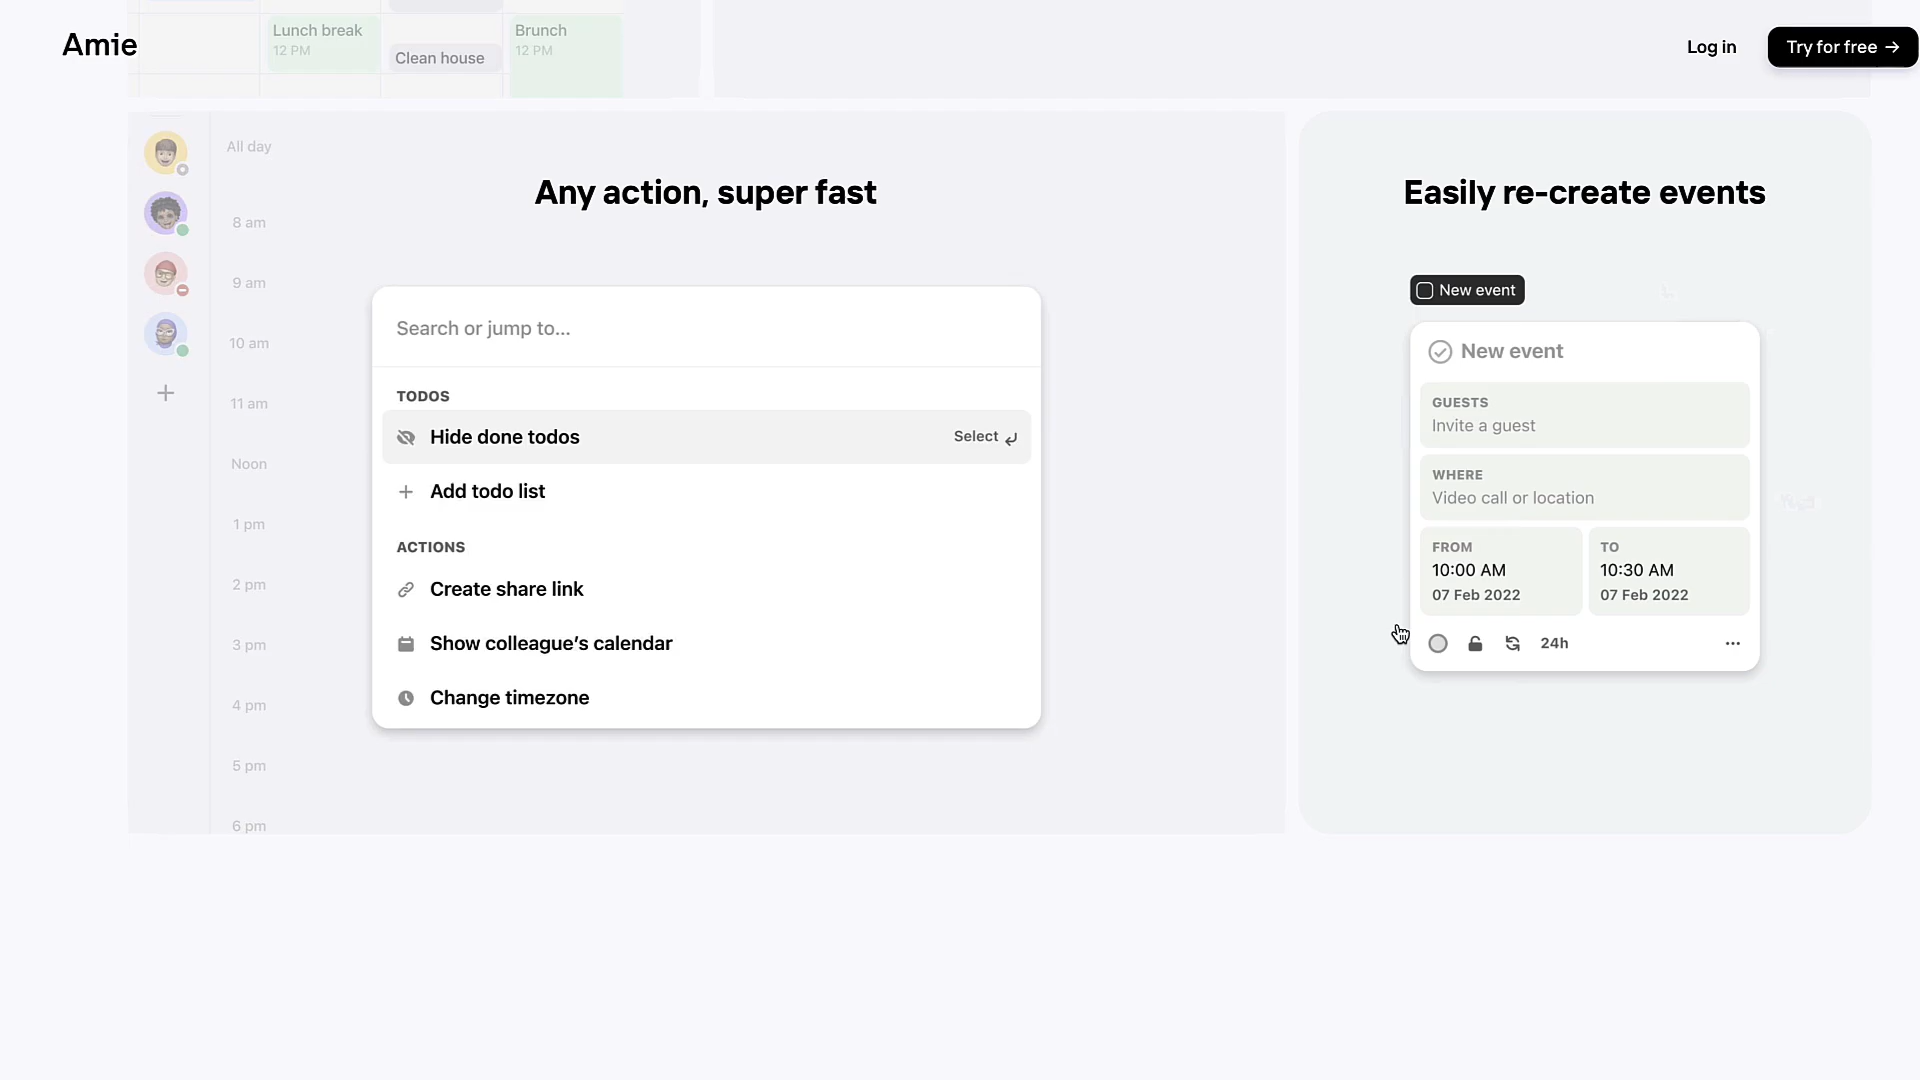 Amie
Lunch break
12 PM
Clean house
Brunch
12 PM
Log in
Try for free →
All day
8 am
9 am
10 am
11 am
Noon
1 pm
2 pm
3 pm
4 pm
5 pm
6 pm
Any action, super fast
Search or jump to...
TODOS
Hide done todos
Select
Add todo list
ACTIONS
Create share link
Show colleague's calendar
Change timezone
Easily re-create events
New event
New event
GUESTS
Invite a guest
WHERE
Video call or location
FROM
10:00 AM
07 Feb 2022
TO
10:30 AM
07 Feb 2022
24h